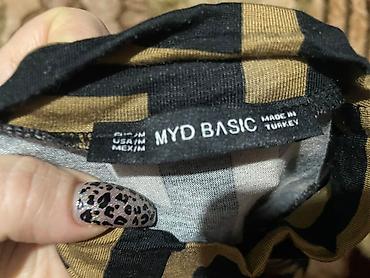 EUR/M
USA/M
MEX/M
MYD BASIC
MADE IN
TURKEY